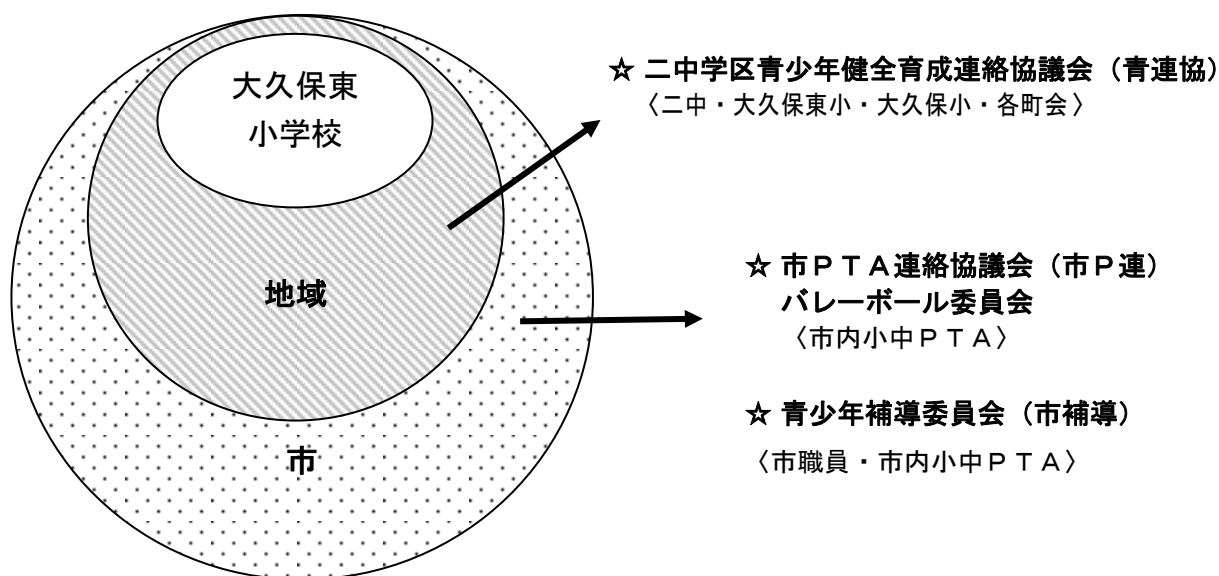 大久保東
小学校
地域
市
☆ 二中学区青少年健全育成連絡協議会（青連協）
〈二中・大久保東小・大久保小・各町会〉
☆ 市ＰＴＡ連絡協議会（市Ｐ連）
バレーボール委員会
〈市内小中ＰＴＡ〉
☆ 青少年補導委員会（市補導）
〈市職員・市内小中ＰＴＡ〉